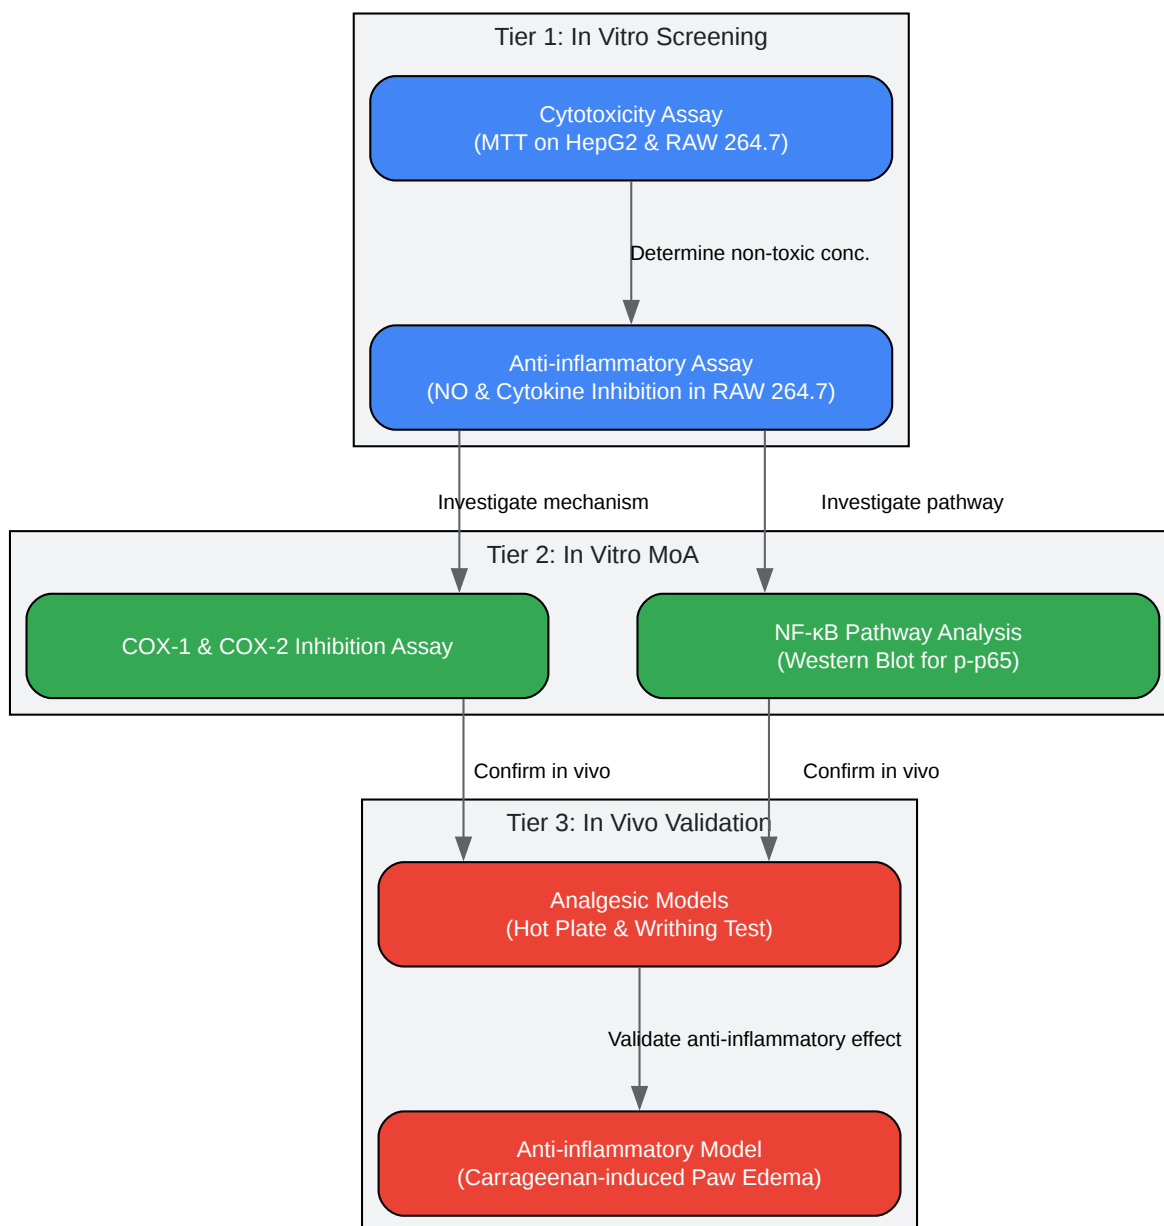 Tier 1: In Vitro Screening
Cytotoxicity Assay
(MTT on HepG2 & RAW 264.7)
Determine non-toxic conc.
Anti-inflammatory Assay
(NO & Cytokine Inhibition in RAW 264.7)
Investigate mechanism
Investigate pathway
Tier 2: In Vitro MoA
COX-1 & COX-2 Inhibition Assay
NF-κB Pathway Analysis
(Western Blot for p-p65)
Confirm in vivo
Confirm in vivo
Tier 3: In Vivo Validation
Analgesic Models
(Hot Plate & Writhing Test)
Validate anti-inflammatory effect
Anti-inflammatory Model
(Carrageenan-induced Paw Edema)